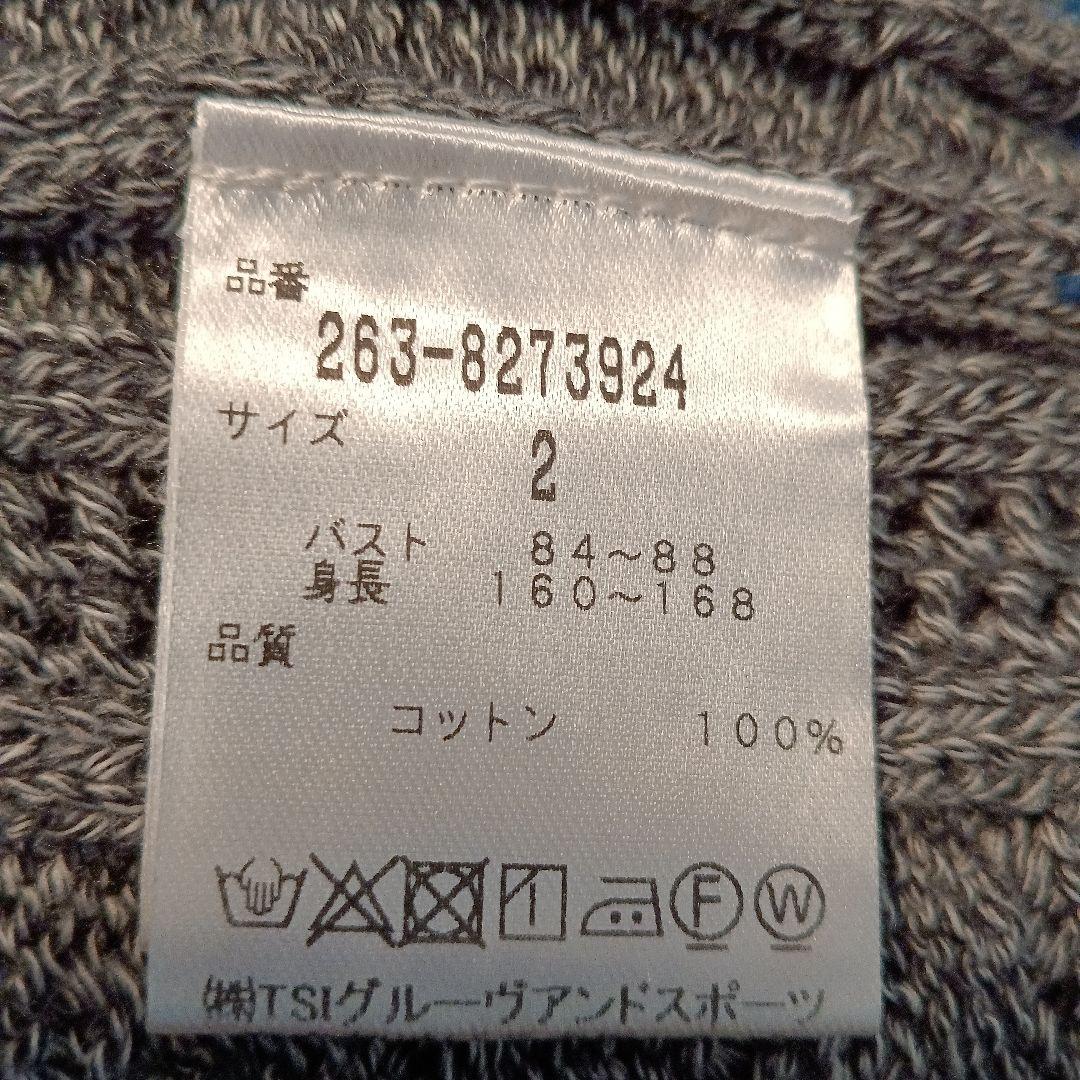 品番
263-8273924
サイズ
2
バスト 84~88
身長 160~168
品質
コットン 100%
F W
㈱TSIグルーヴアンドスポーツ